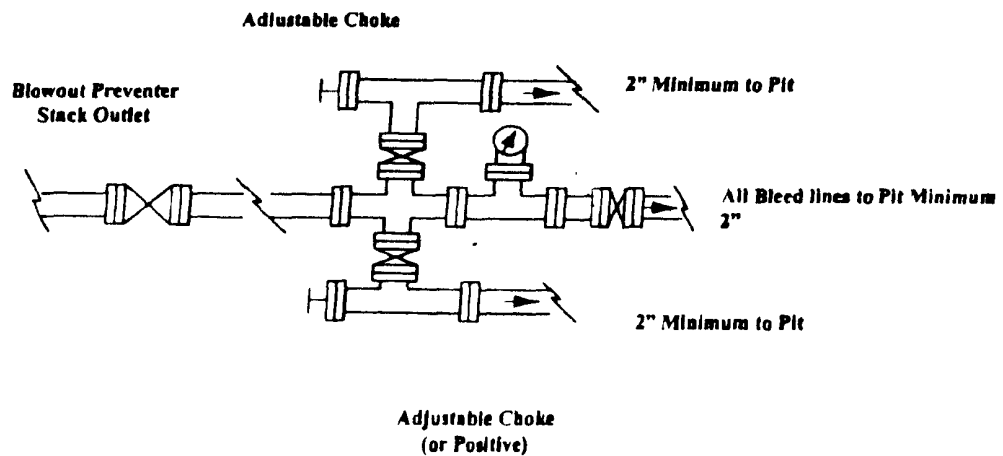 Adjustable Choke
Blowout Preventer
Stack Outlet
2" Minimum to Pit
All Bleed lines to Pit Minimum
2"
2" Minimum to Pit
Adjustable Choke
(or Positive)